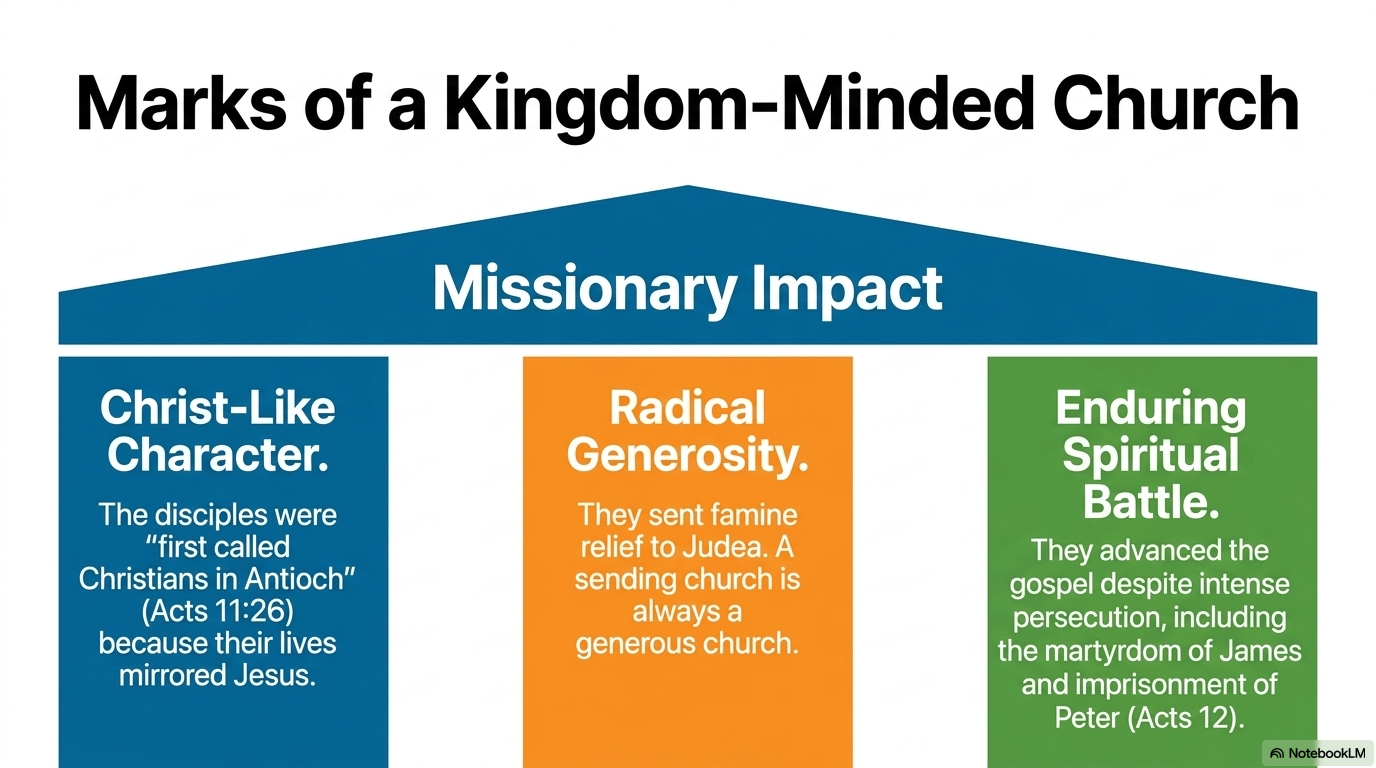 Marks of a Kingdom-Minded Church
Missionary Impact
Christ-Like
Character.
The disciples were
“first called
Christians in Antioch”
(Acts 11:26)
because their lives
mirrored Jesus.
Radical
Generosity.
They sent famine
relief to Judea. A
sending church is
always a
generous church.
Enduring
Spiritual
Battle.
They advanced the
gospel despite intense
persecution, including
the martyrdom of James
and imprisonment of
Peter (Acts 12).
NotebookLM